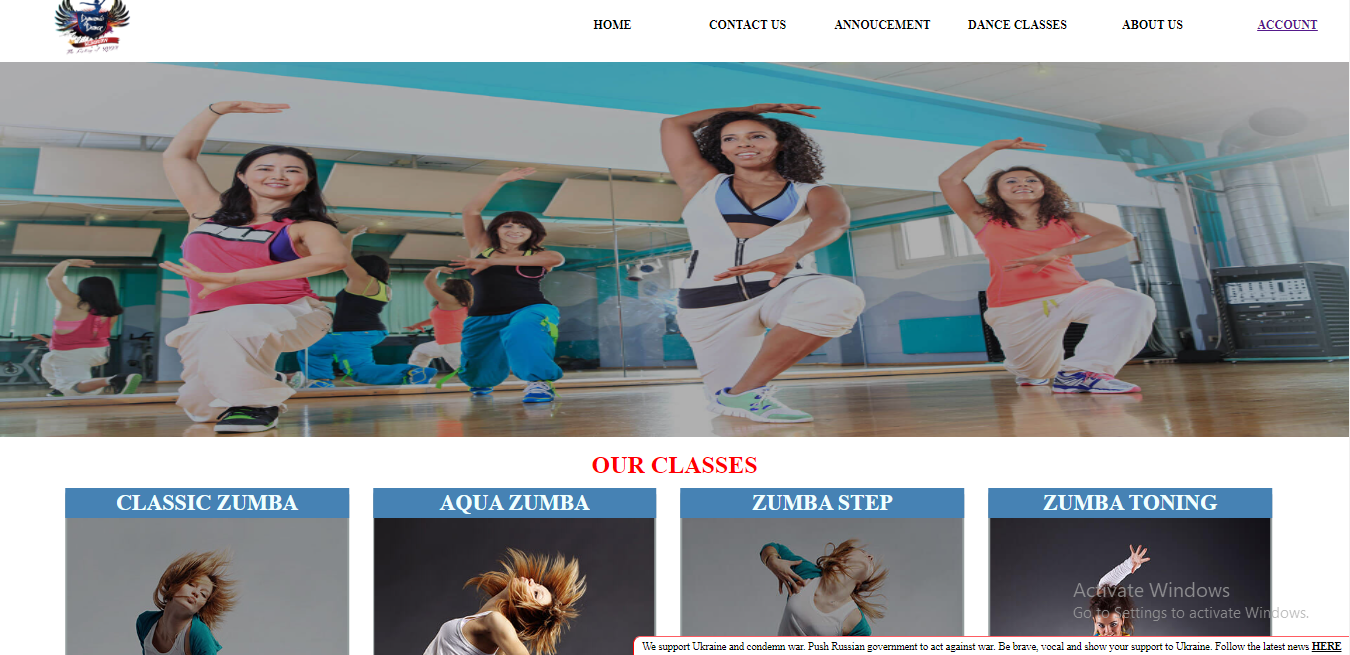 Dynamic
Dance
HOME
CONTACT US
ANNOUCEMENT
DANCE CLASSES
ABOUT US
ACCOUNT
OUR CLASSES
CLASSIC ZUMBA
AQUA ZUMBA
ZUMBA STEP
ZUMBA TONING
Activate Windows
Go to Settings to activate Windows.
We support Ukraine and condemn war. Push Russian government to act against war. Be brave, vocal and show your support to Ukraine. Follow the latest news HERE